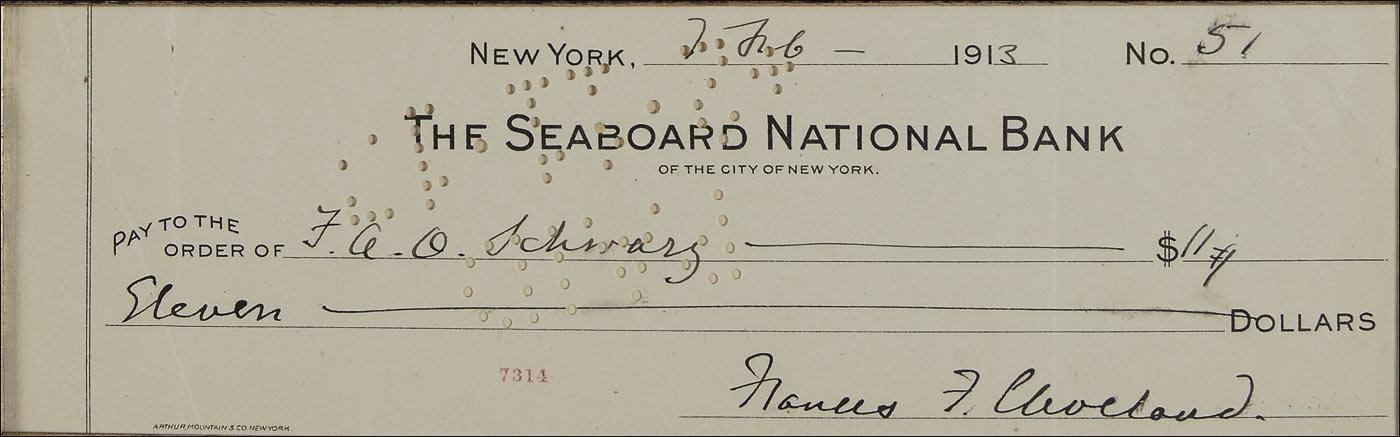 NEW YORK, 7 Feb — 1913 No. 51
THE SEABOARD NATIONAL BANK
OF THE CITY OF NEW YORK.
PAY TO THE
ORDER OF F. A. O. Schwarz — $11
Eleven — DOLLARS
7314
Frances F. Cleveland.
ARTHUR, MOUNTAIN & CO. NEW YORK.